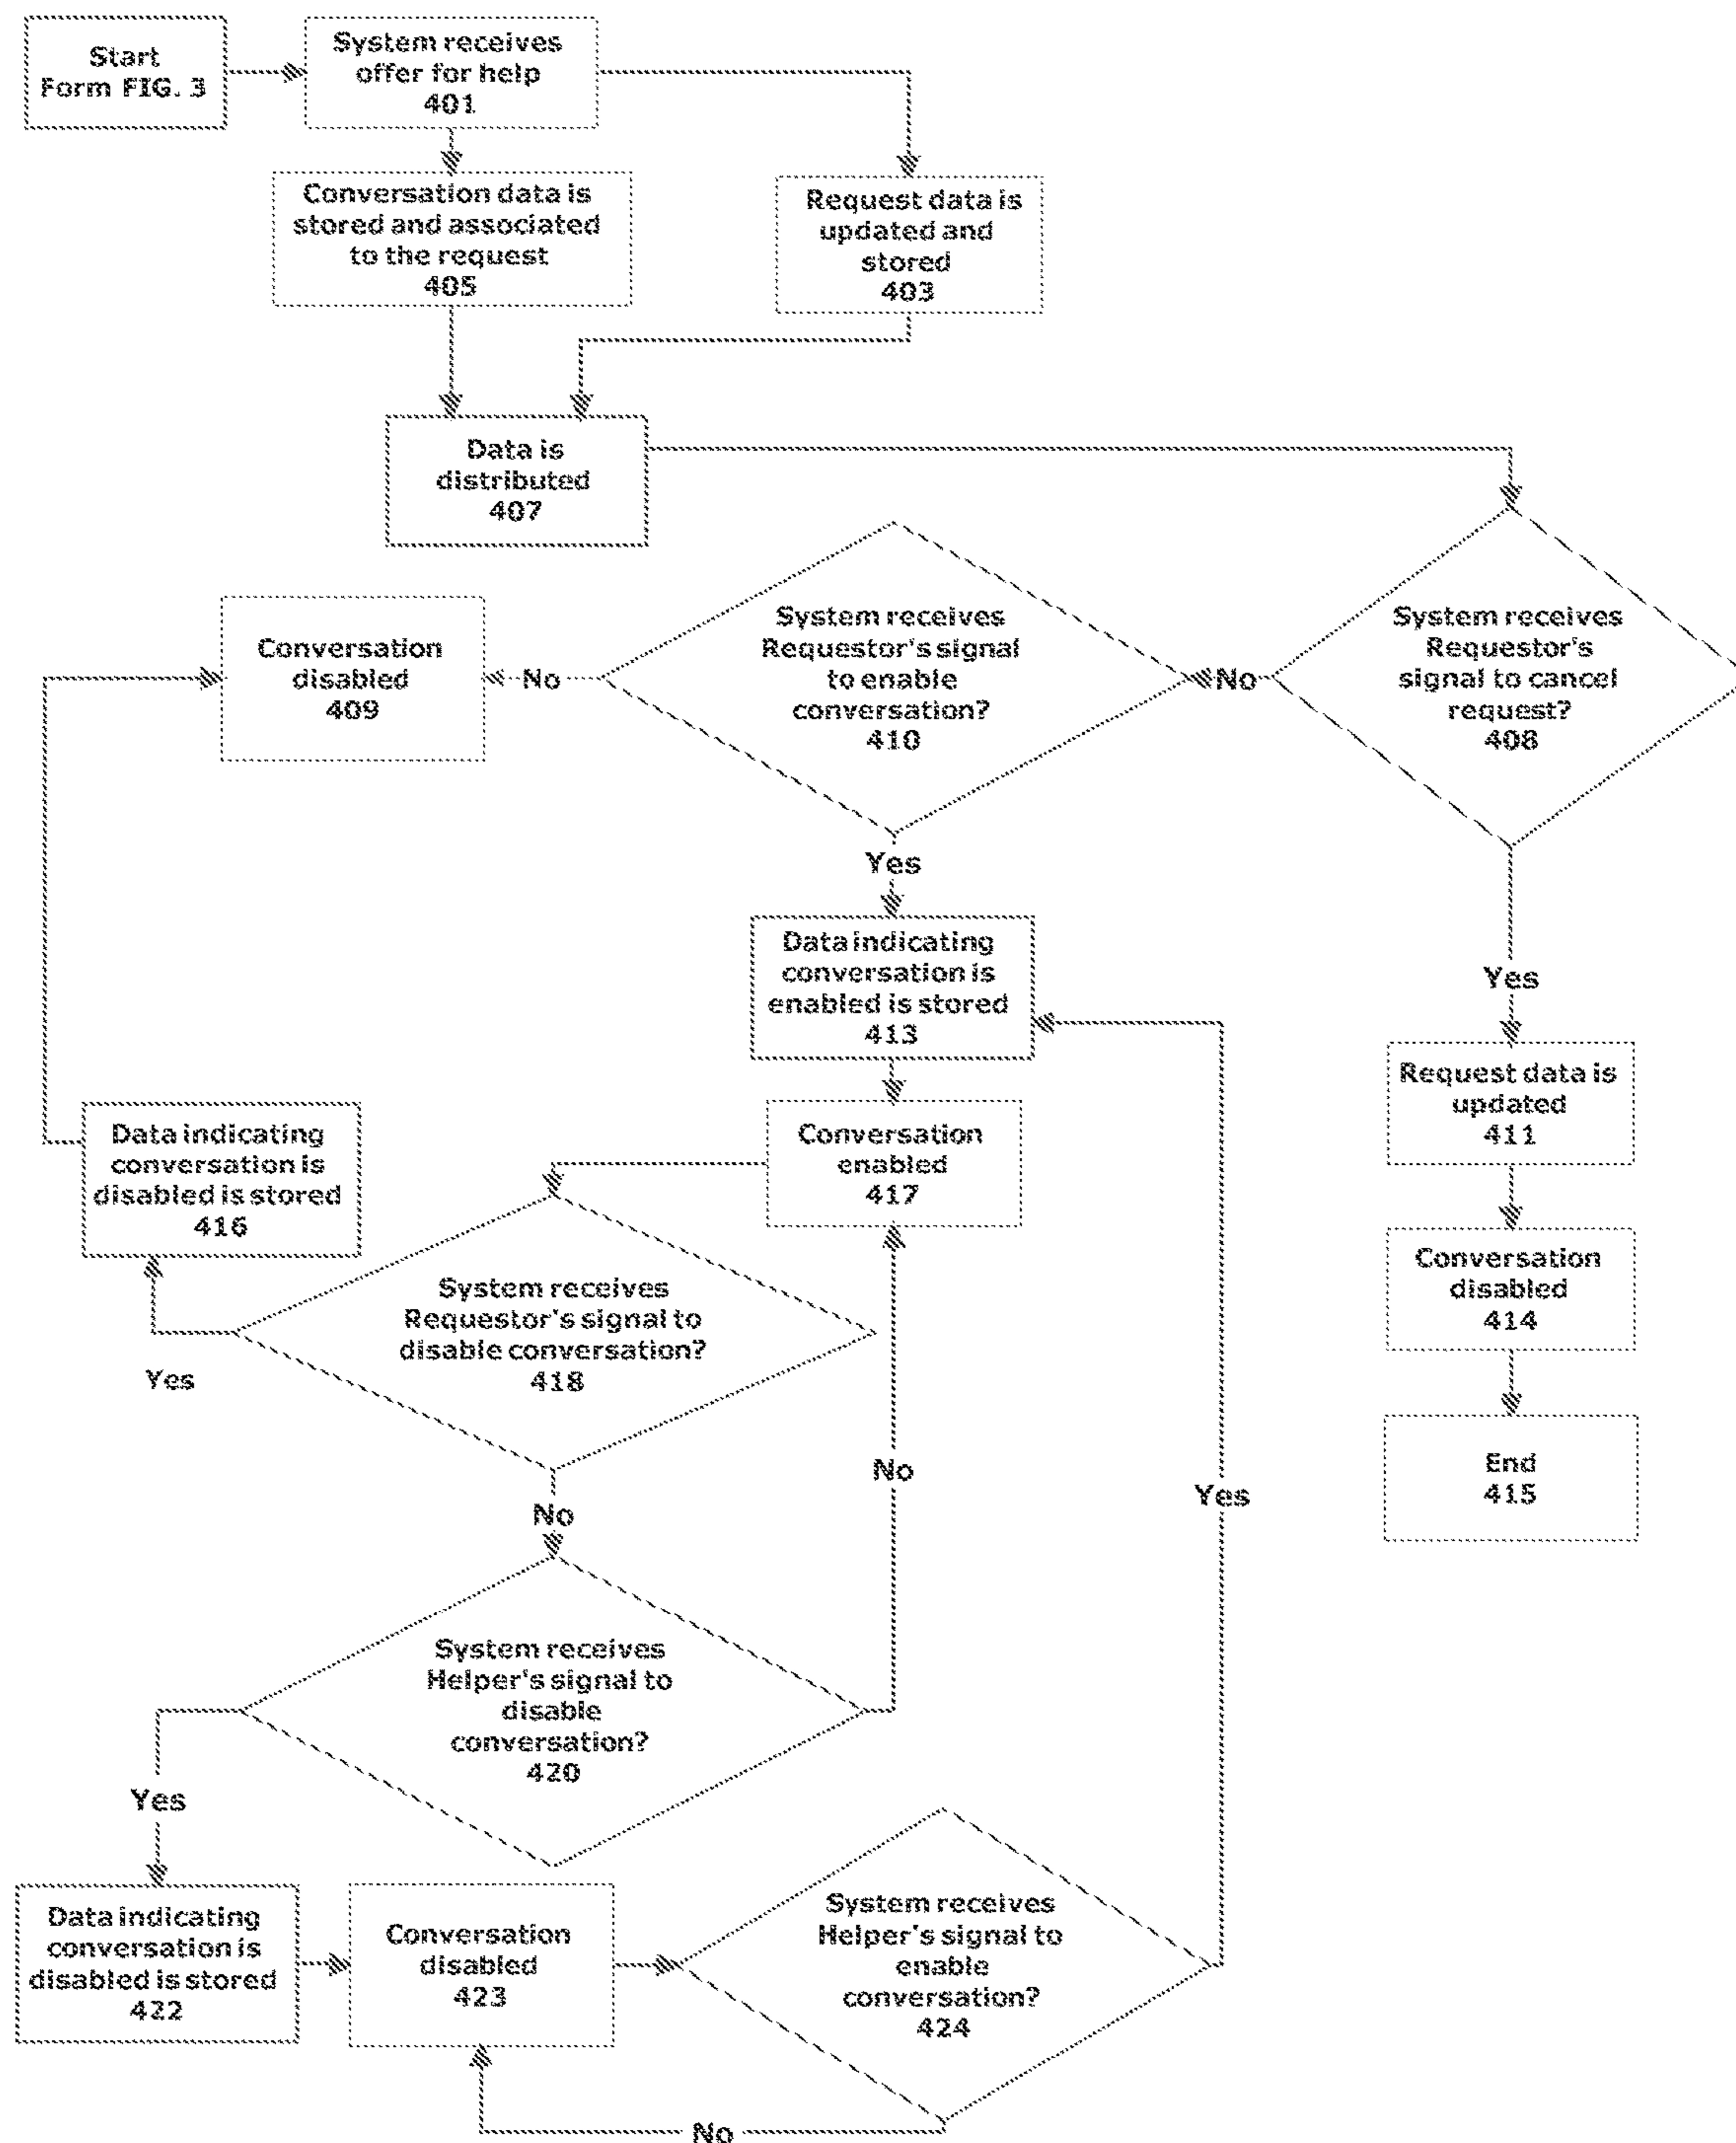 Start
Form FIG. 3
System receives
offer for help
401
Conversation data is
stored and associated
to the request
405
Request data is
updated and
stored
403
Data is
distributed
407
System receives
Requestor's
signal to cancel
request?
408
No
System receives
Requestor's signal
to enable
conversation?
410
No
Conversation
disabled
409
Yes
Data indicating
conversation is
enabled is stored
413
Yes
Request data is
updated
411
Conversation
disabled
414
End
415
Conversation
enabled
417
Data indicating
conversation is
disabled is stored
416
System receives
Requestor's signal to
disable conversation?
418
Yes
No
No
Yes
System receives
Helper's signal to
disable
conversation?
420
Yes
Data indicating
conversation is
disabled is stored
422
Conversation
disabled
423
System receives
Helper's signal to
enable
conversation?
424
No